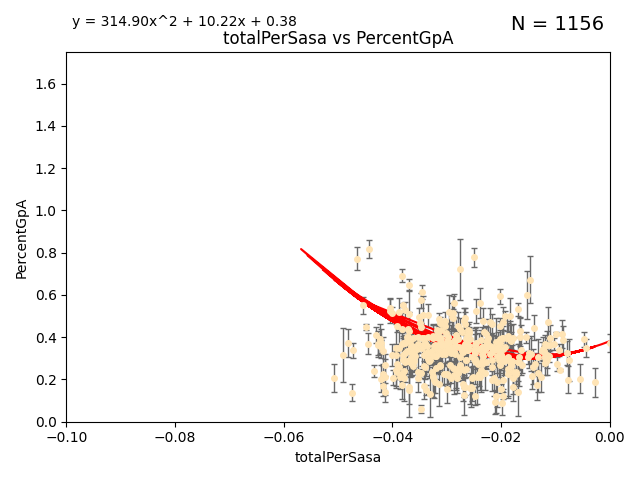 y = 314.90x^2 + 10.22x + 0.38
N = 1156
totalPerSasa vs PercentGpA
PercentGpA
1.6
1.4
1.2
1.0
0.8
0.6
0.4
0.2
0.0
−0.10 −0.08 −0.06 −0.04 −0.02 0.00
totalPerSasa